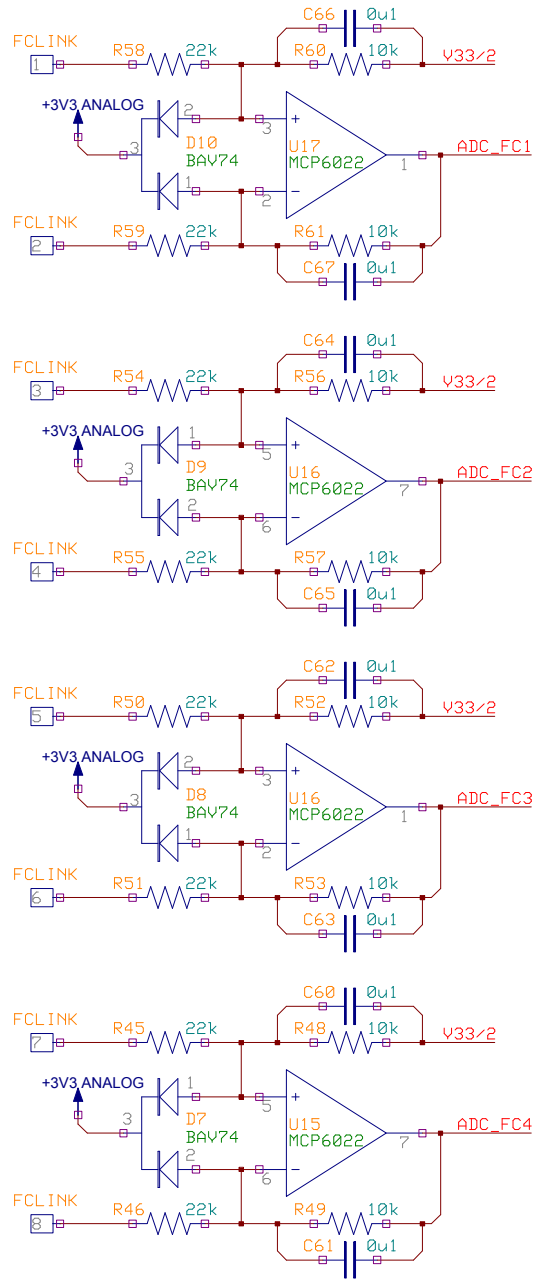 C66 0u1
FCLINK R58 22k R60 10k V33/2
1
+3V3 ANALOG 2 + 3
3 D10 BAV74 U17 MCP6022 1 ADC_FC1
1 − 2
FCLINK R59 22k R61 10k
2 C67 0u1
C64 0u1
FCLINK R54 22k R56 10k V33/2
3
+3V3 ANALOG 1 + 5
3 D9 BAV74 U16 MCP6022 7 ADC_FC2
2 − 6
FCLINK R55 22k R57 10k
4 C65 0u1
C62 0u1
FCLINK R50 22k R52 10k V33/2
5
+3V3 ANALOG 2 + 3
3 D8 BAV74 U16 MCP6022 1 ADC_FC3
1 − 2
FCLINK R51 22k R53 10k
6 C63 0u1
C60 0u1
FCLINK R45 22k R48 10k V33/2
7
+3V3 ANALOG 1 + 5
3 D7 BAV74 U15 MCP6022 7 ADC_FC4
2 − 6
FCLINK R46 22k R49 10k
8 C61 0u1